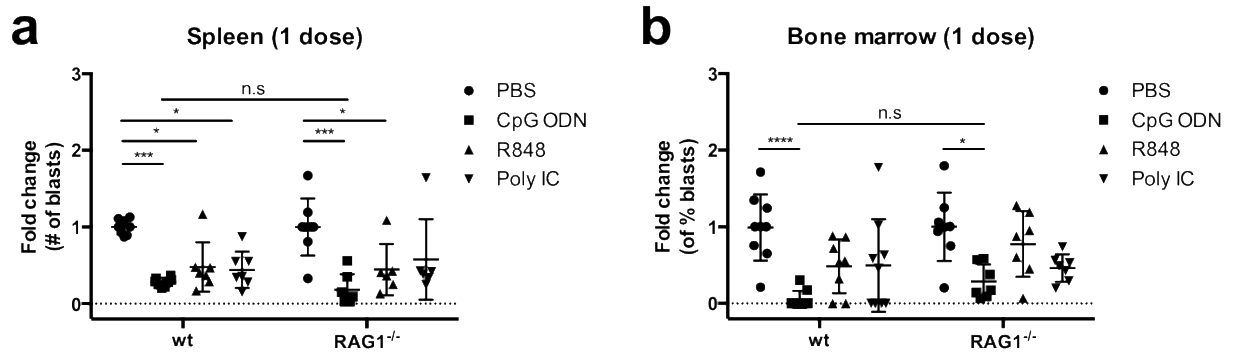 a
Spleen (1 dose)
3
2
1
0
Fold change
(# of blasts)
n.s
*
*
***
*
***
wt
RAG1-/-
PBS
CpG ODN
R848
Poly IC
b
Bone marrow (1 dose)
3
2
1
0
Fold change
(of % blasts)
n.s
****
*
wt
RAG1-/-
PBS
CpG ODN
R848
Poly IC